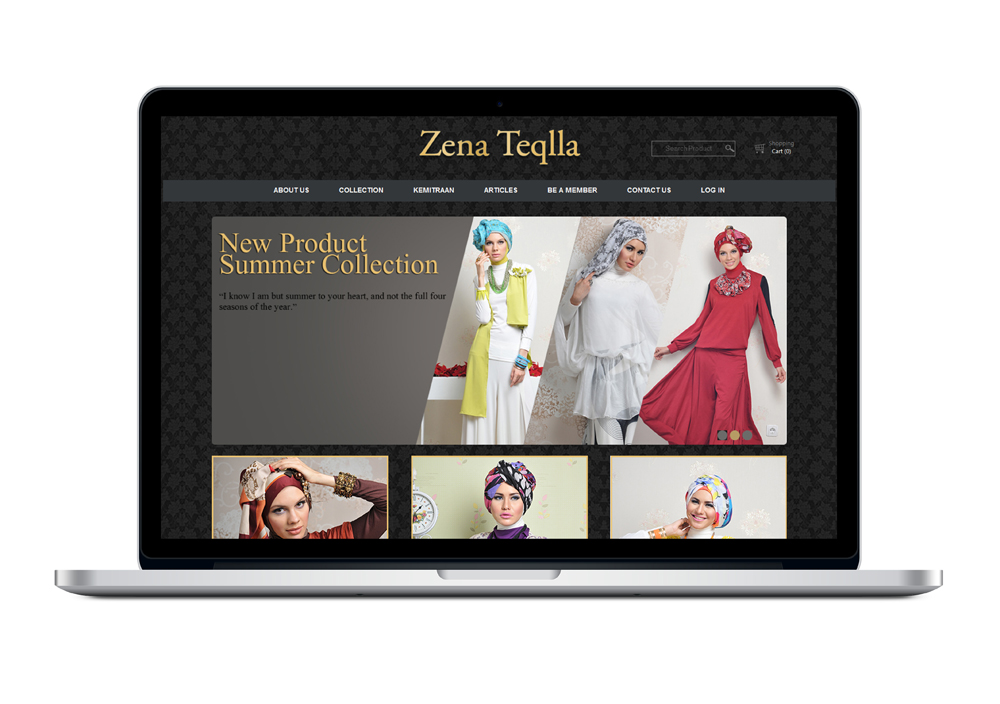 Zena Teqlla
Search Product
Shopping
Cart (0)
ABOUT US COLLECTION KEMITRAAN ARTICLES BE A MEMBER CONTACT US LOG IN
New Product
Summer Collection
“I know I am but summer to your heart, and not the full four
seasons of the year.”